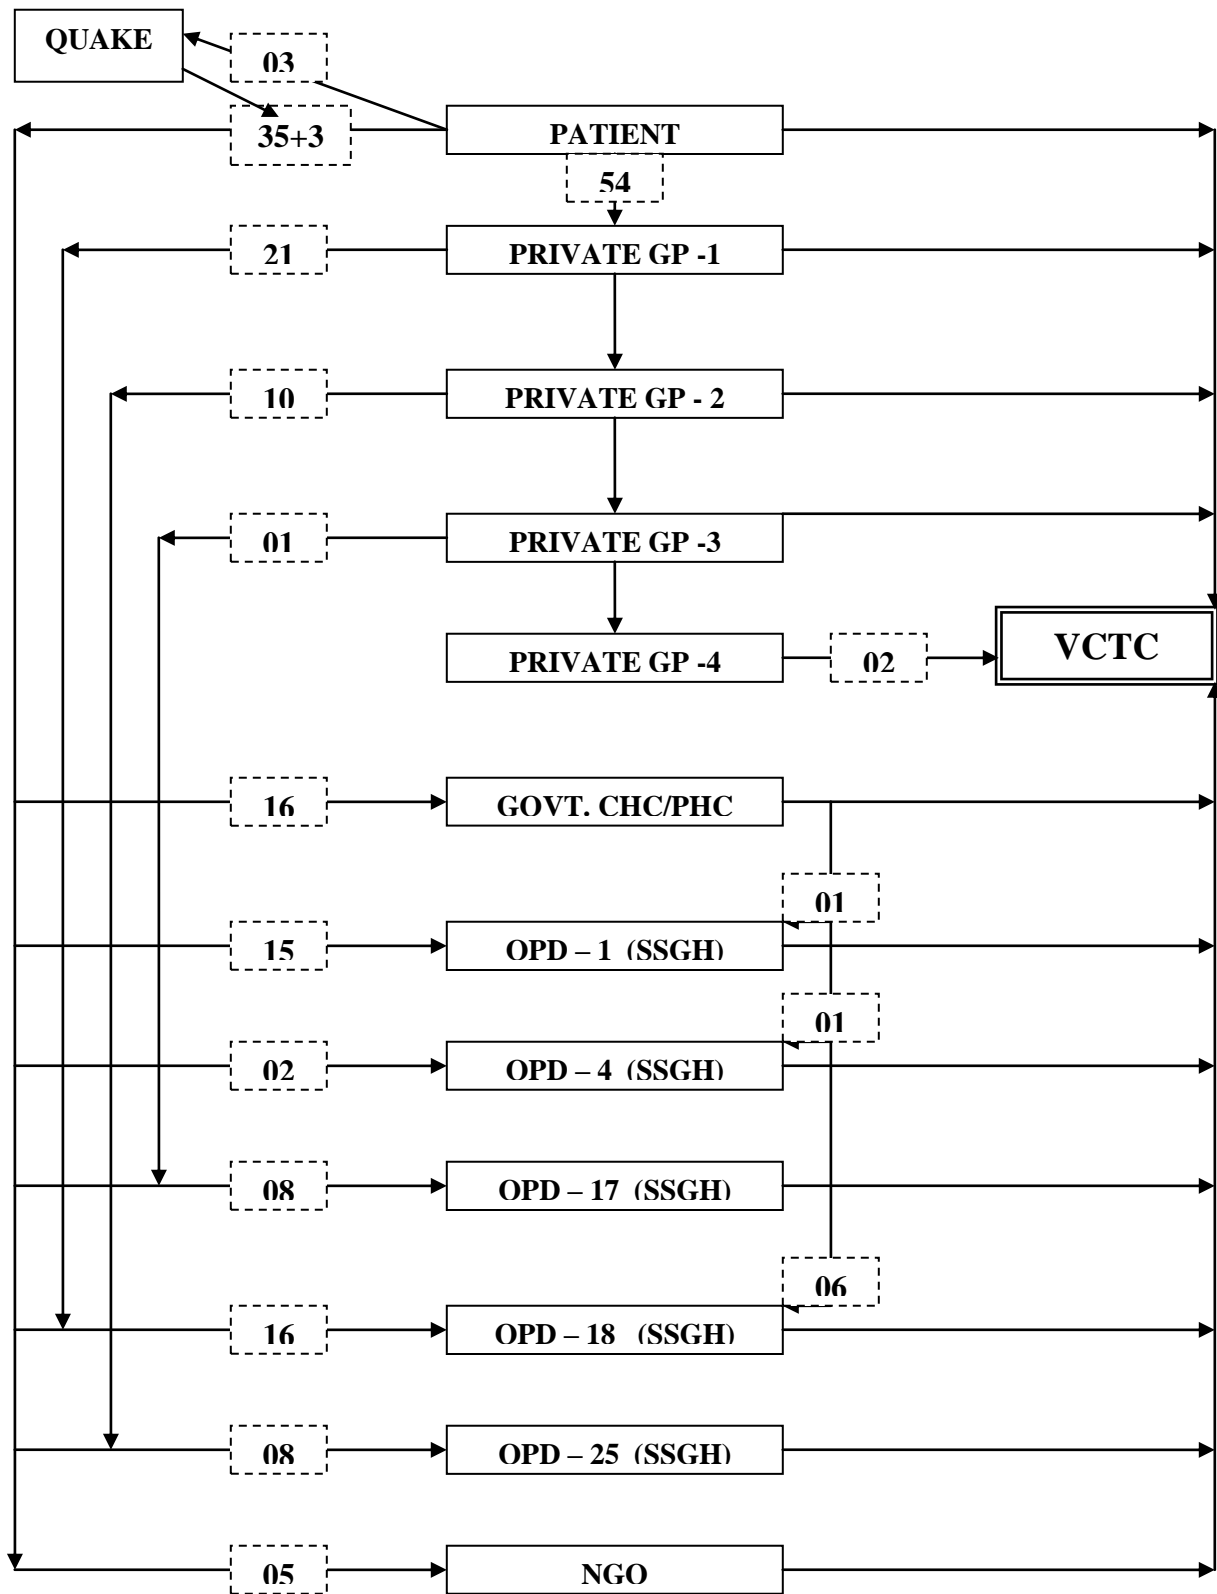 QUAKE
03
35+3
PATIENT
54
21
PRIVATE GP -1
10
PRIVATE GP - 2
01
PRIVATE GP -3
PRIVATE GP -4
02
VCTC
16
GOVT. CHC/PHC
01
15
OPD – 1 (SSGH)
01
02
OPD – 4 (SSGH)
08
OPD – 17 (SSGH)
06
16
OPD – 18 (SSGH)
08
OPD – 25 (SSGH)
05
NGO